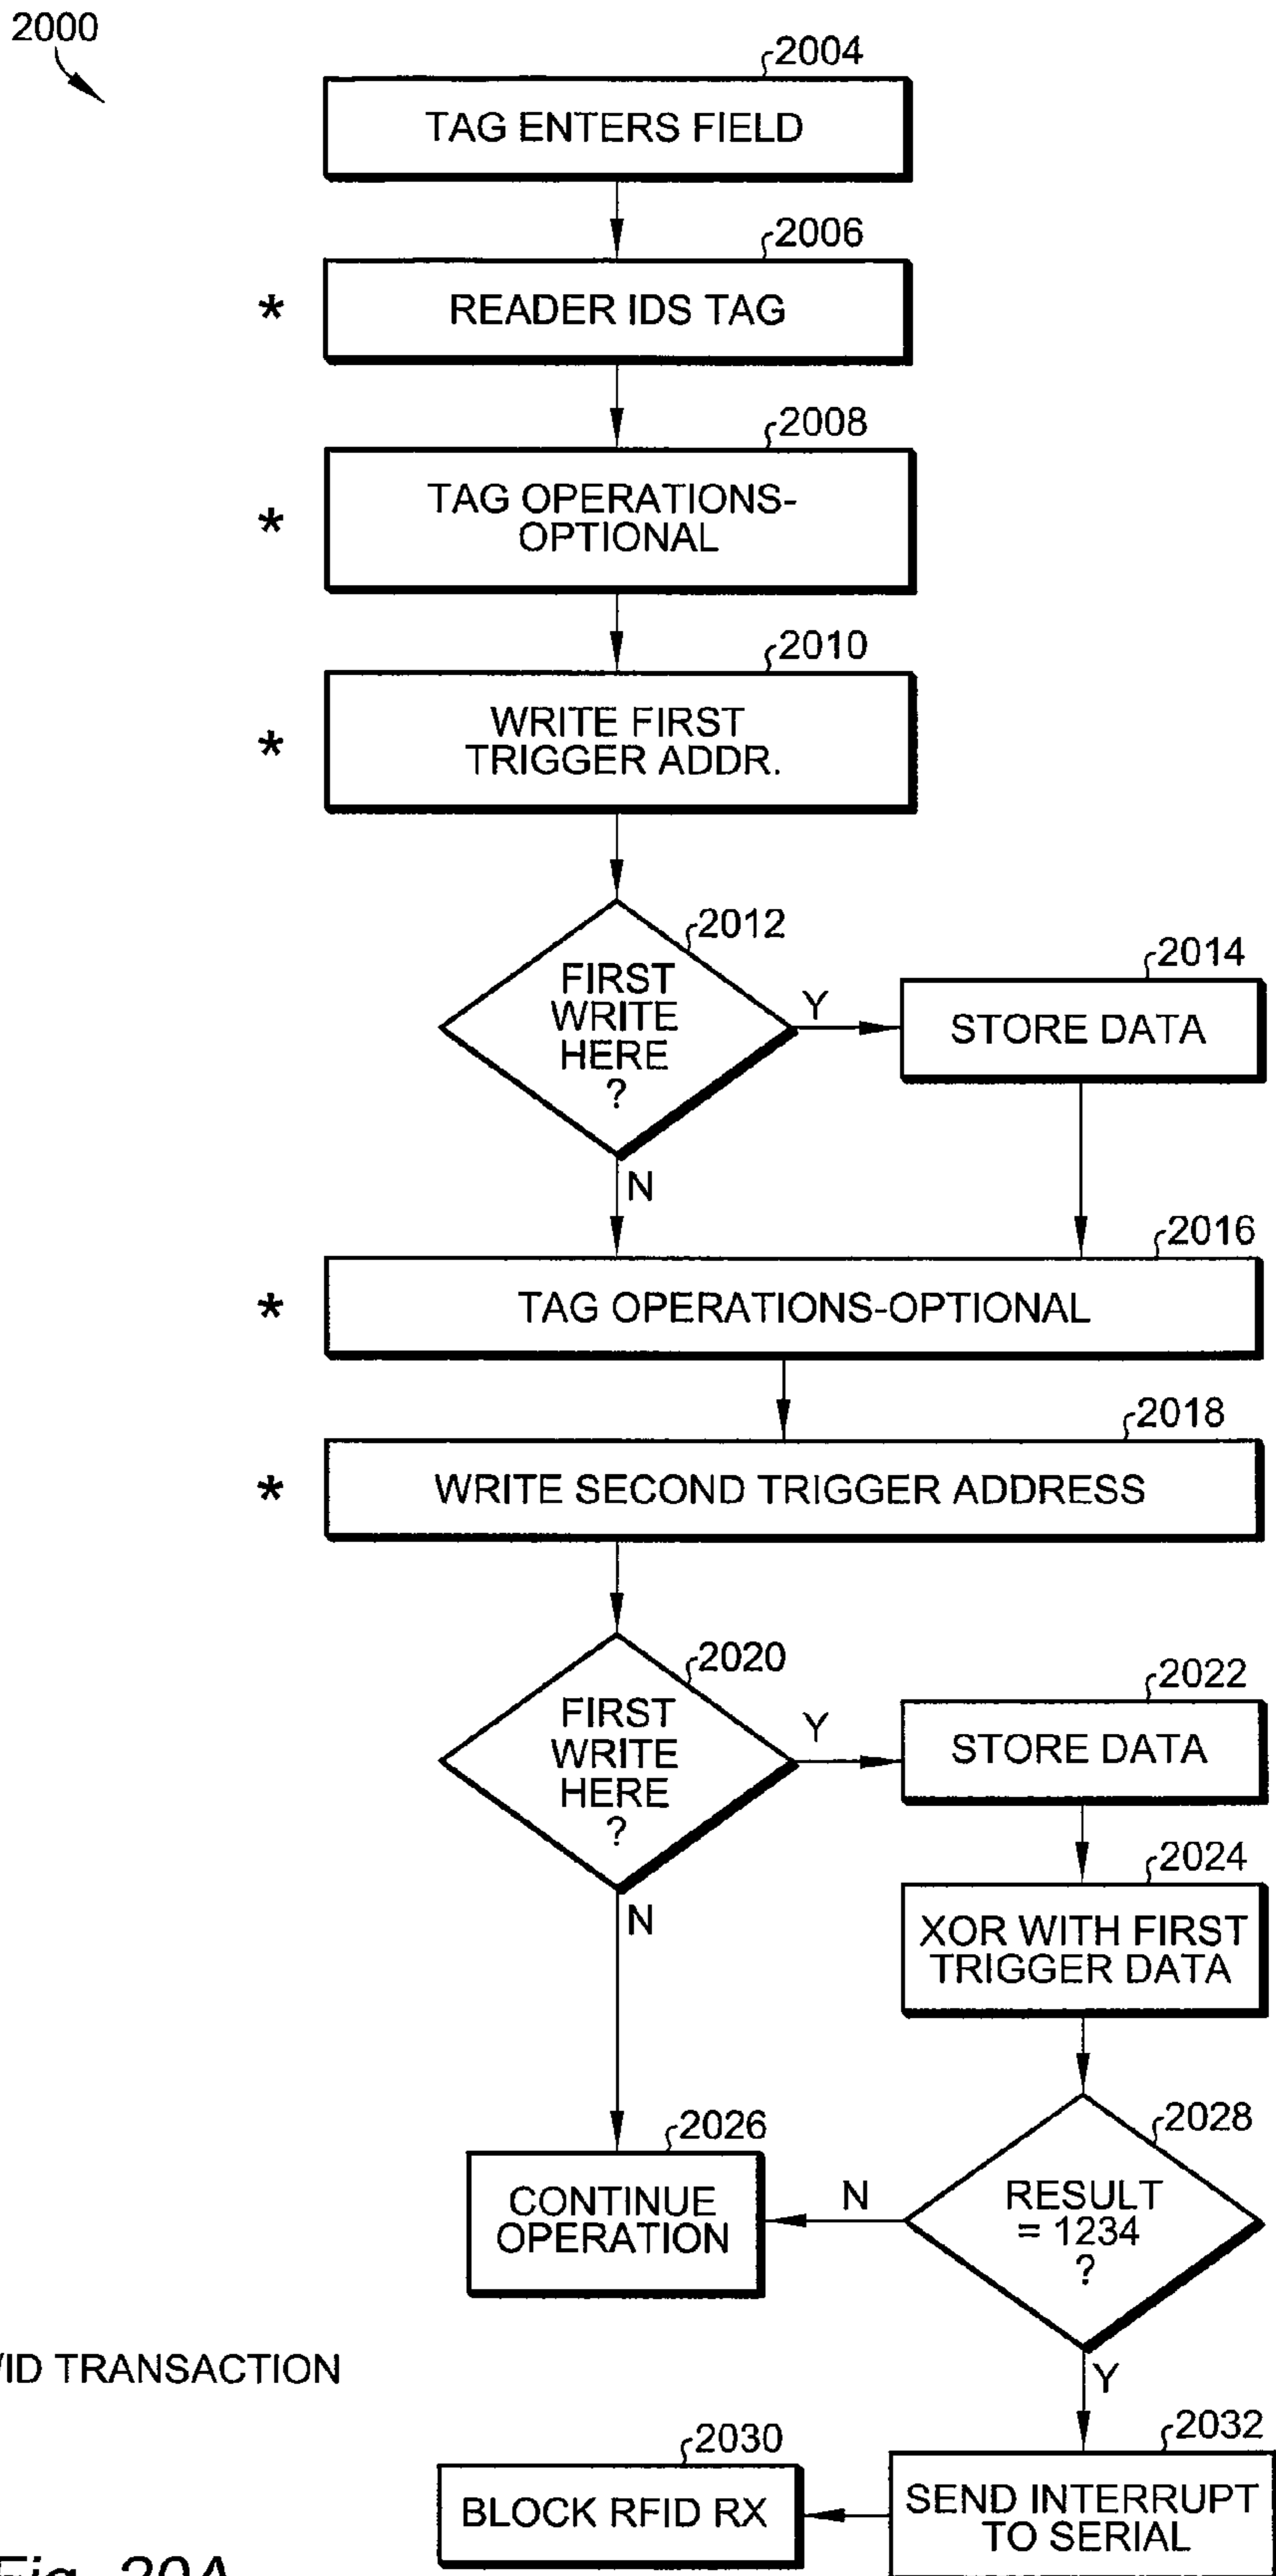 2000
2004
TAG ENTERS FIELD
2006
* READER IDS TAG
2008
* TAG OPERATIONS-
OPTIONAL
2010
* WRITE FIRST
TRIGGER ADDR.
2012
FIRST
WRITE
HERE
?
Y
N
2014
STORE DATA
2016
* TAG OPERATIONS-OPTIONAL
2018
* WRITE SECOND TRIGGER ADDRESS
2020
FIRST
WRITE
HERE
?
Y
N
2022
STORE DATA
2024
XOR WITH FIRST
TRIGGER DATA
2026
CONTINUE
OPERATION
2028
RESULT
= 1234
?
N
Y
TRANSACTION
2030
BLOCK RFID RX
2032
SEND INTERRUPT
TO SERIAL
Fig. 20A